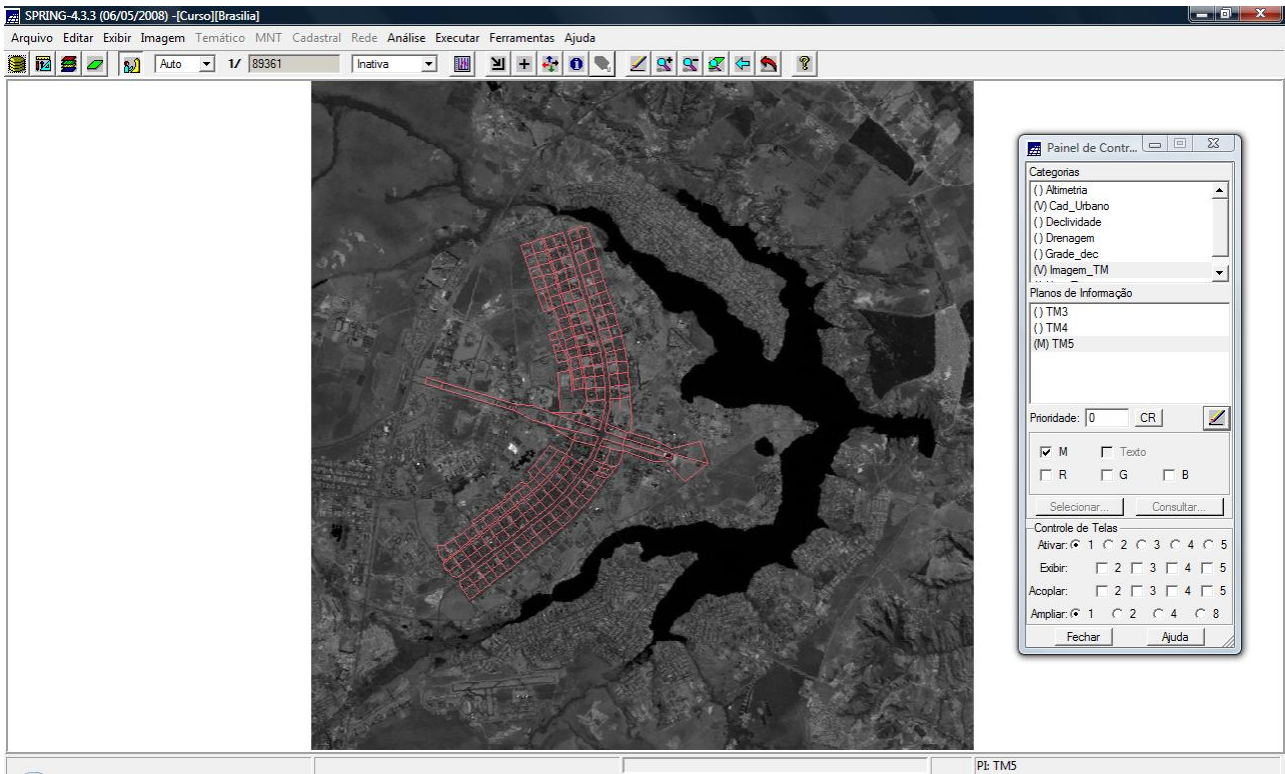 SPRING-4.3.3 (06/05/2008) -[Curso][Brasilia]
Arquivo Editar Exibir Imagem Temático MNT Cadastral Rede Análise Executar Ferramentas Ajuda
Auto 1/ 89361 Inativa
Painel de Contr...
Categorias
( ) Altimetria
(V) Cad_Urbano
( ) Declividade
( ) Drenagem
( ) Grade_dec
(V) Imagem_TM
Planos de Informação
( ) TM3
( ) TM4
(M) TM5
Prioridade: 0 CR
M Texto
R G B
Selecionar... Consultar...
Controle de Telas
Ativar: 1 2 3 4 5
Exibir: 2 3 4 5
Acoplar: 2 3 4 5
Ampliar: 1 2 4 8
Fechar Ajuda
PI: TM5